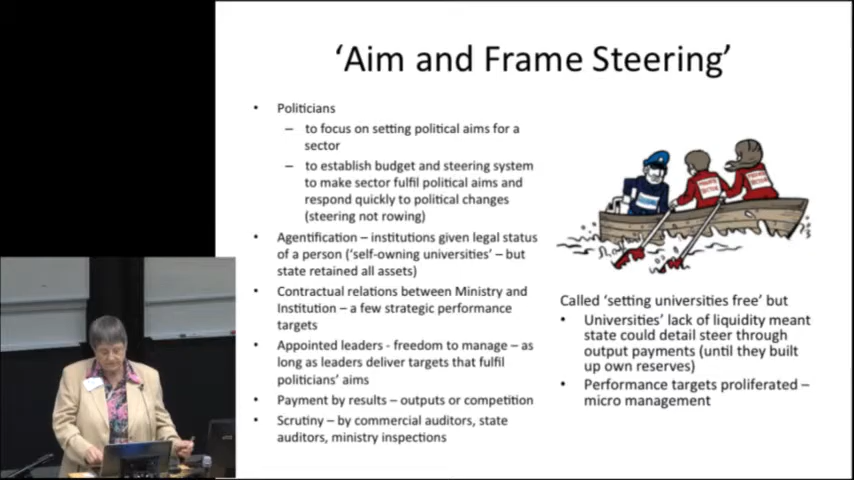 ‘Aim and Frame Steering’
• Politicians
– to focus on setting political aims for a
sector
– to establish budget and steering system
to make sector fulfil political aims and
respond quickly to political changes
(steering not rowing)
• Agentification – institutions given legal status
of a person (‘self-owning universities’ – but
state retained all assets)
• Contractual relations between Ministry and
Institution – a few strategic performance
targets
• Appointed leaders - freedom to manage – as
long as leaders deliver targets that fulfil
politicians’ aims
• Payment by results – outputs or competition
• Scrutiny – by commercial auditors, state
auditors, ministry inspections
Called ‘setting universities free’ but
• Universities’ lack of liquidity meant
state could detail steer through
output payments (until they built
up own reserves)
• Performance targets proliferated –
micro management